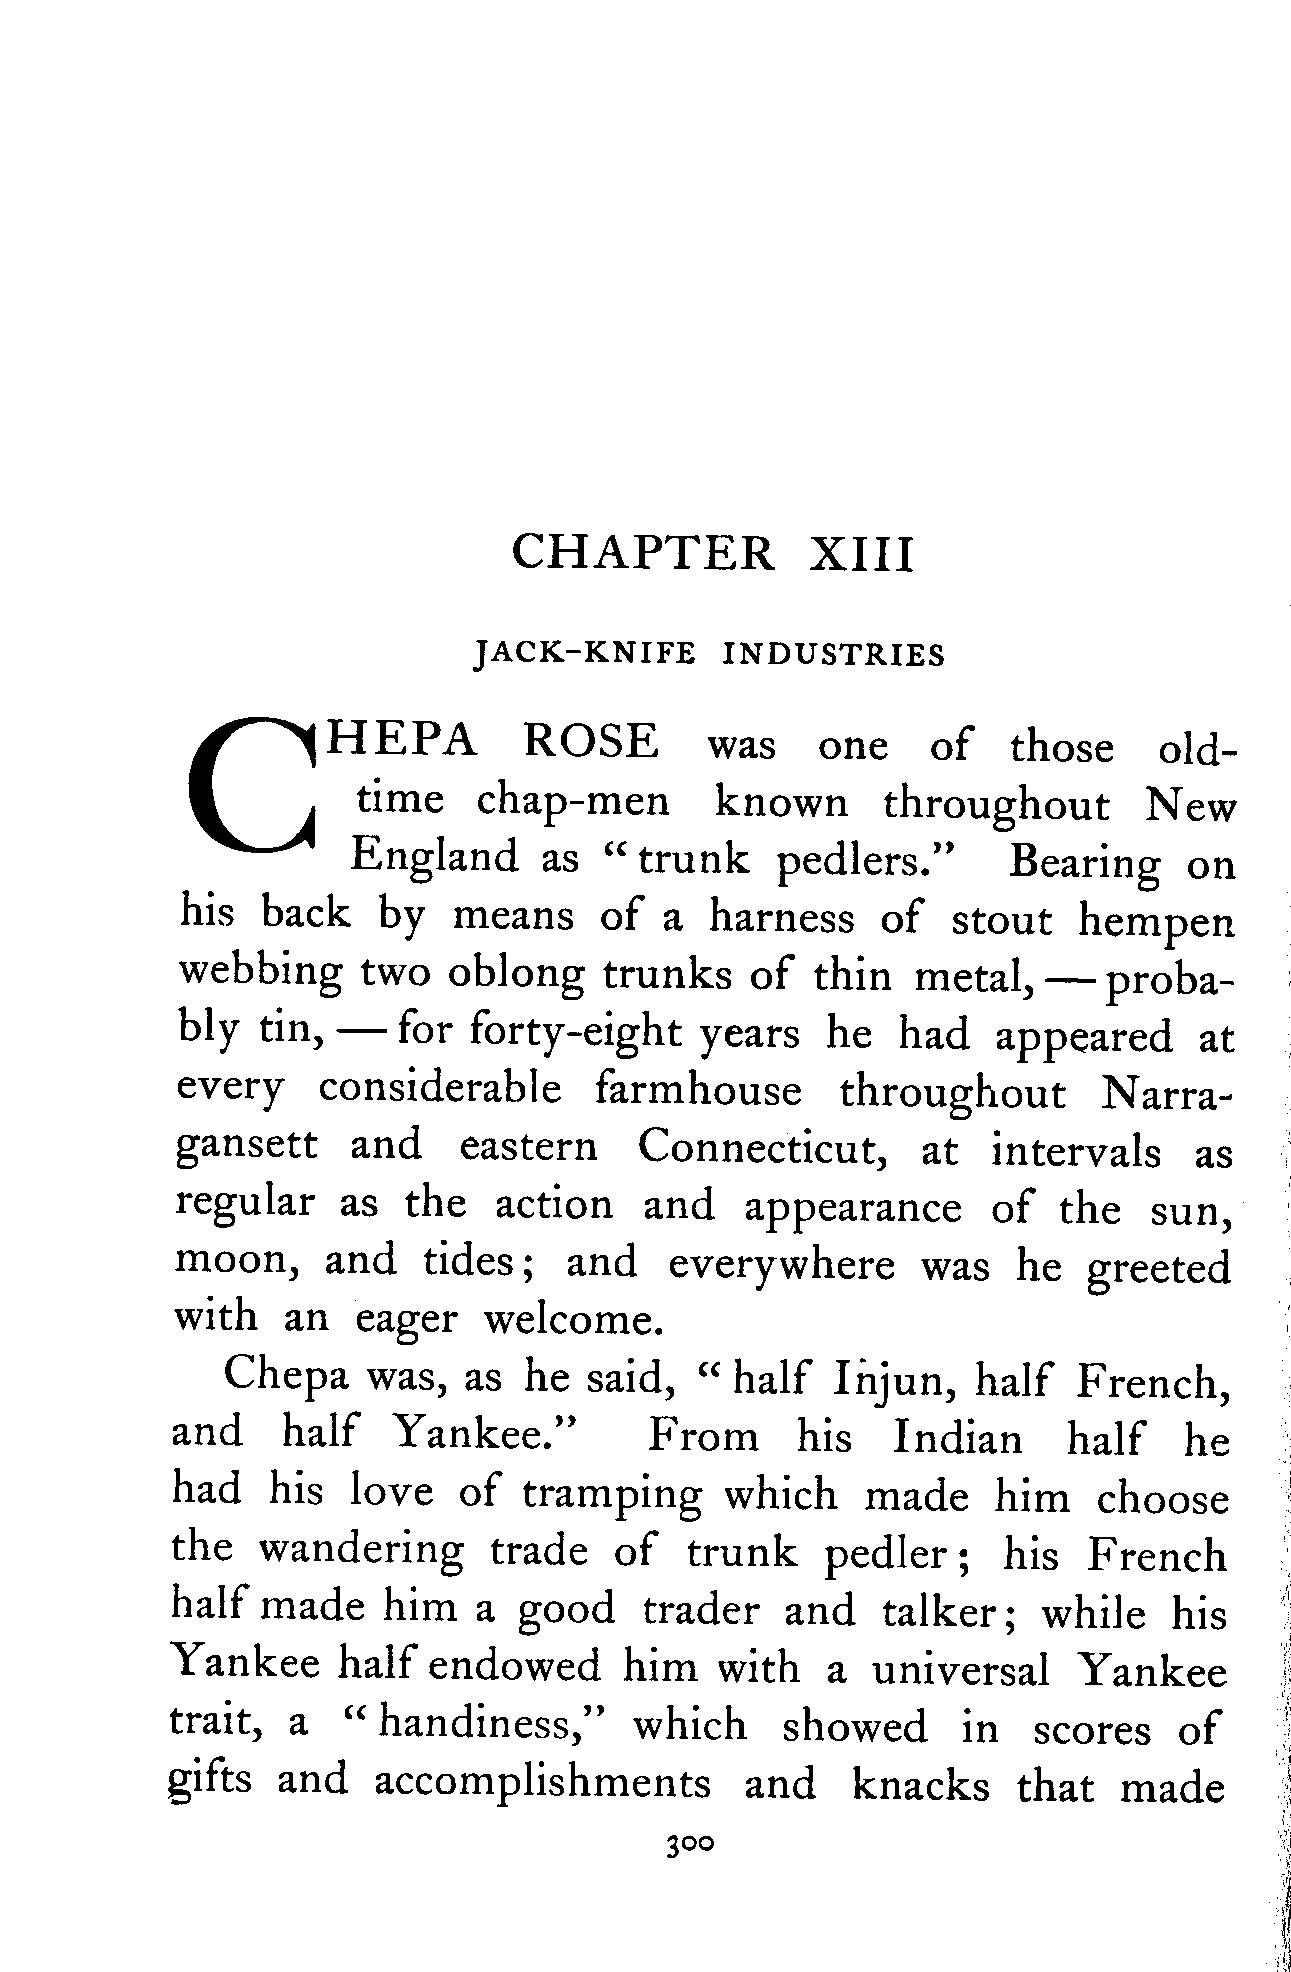 CHAPTER XIII
JACK-KNIFE INDUSTRIES
CHEPA ROSE was one of those old-
time chap-men known throughout New
England as “ trunk pedlers.” Bearing on
his back by means of a harness of stout hempen
webbing two oblong trunks of thin metal, — proba-
bly tin, — for forty-eight years he had appeared at
every considerable farmhouse throughout Narra-
gansett and eastern Connecticut, at intervals as
regular as the action and appearance of the sun,
moon, and tides ; and everywhere was he greeted
with an eager welcome.
Chepa was, as he said, “ half Injun, half French,
and half Yankee.” From his Indian half he
had his love of tramping which made him choose
the wandering trade of trunk pedler ; his French
half made him a good trader and talker ; while his
Yankee half endowed him with a universal Yankee
trait, a “ handiness,” which showed in scores of
gifts and accomplishments and knacks that made
300